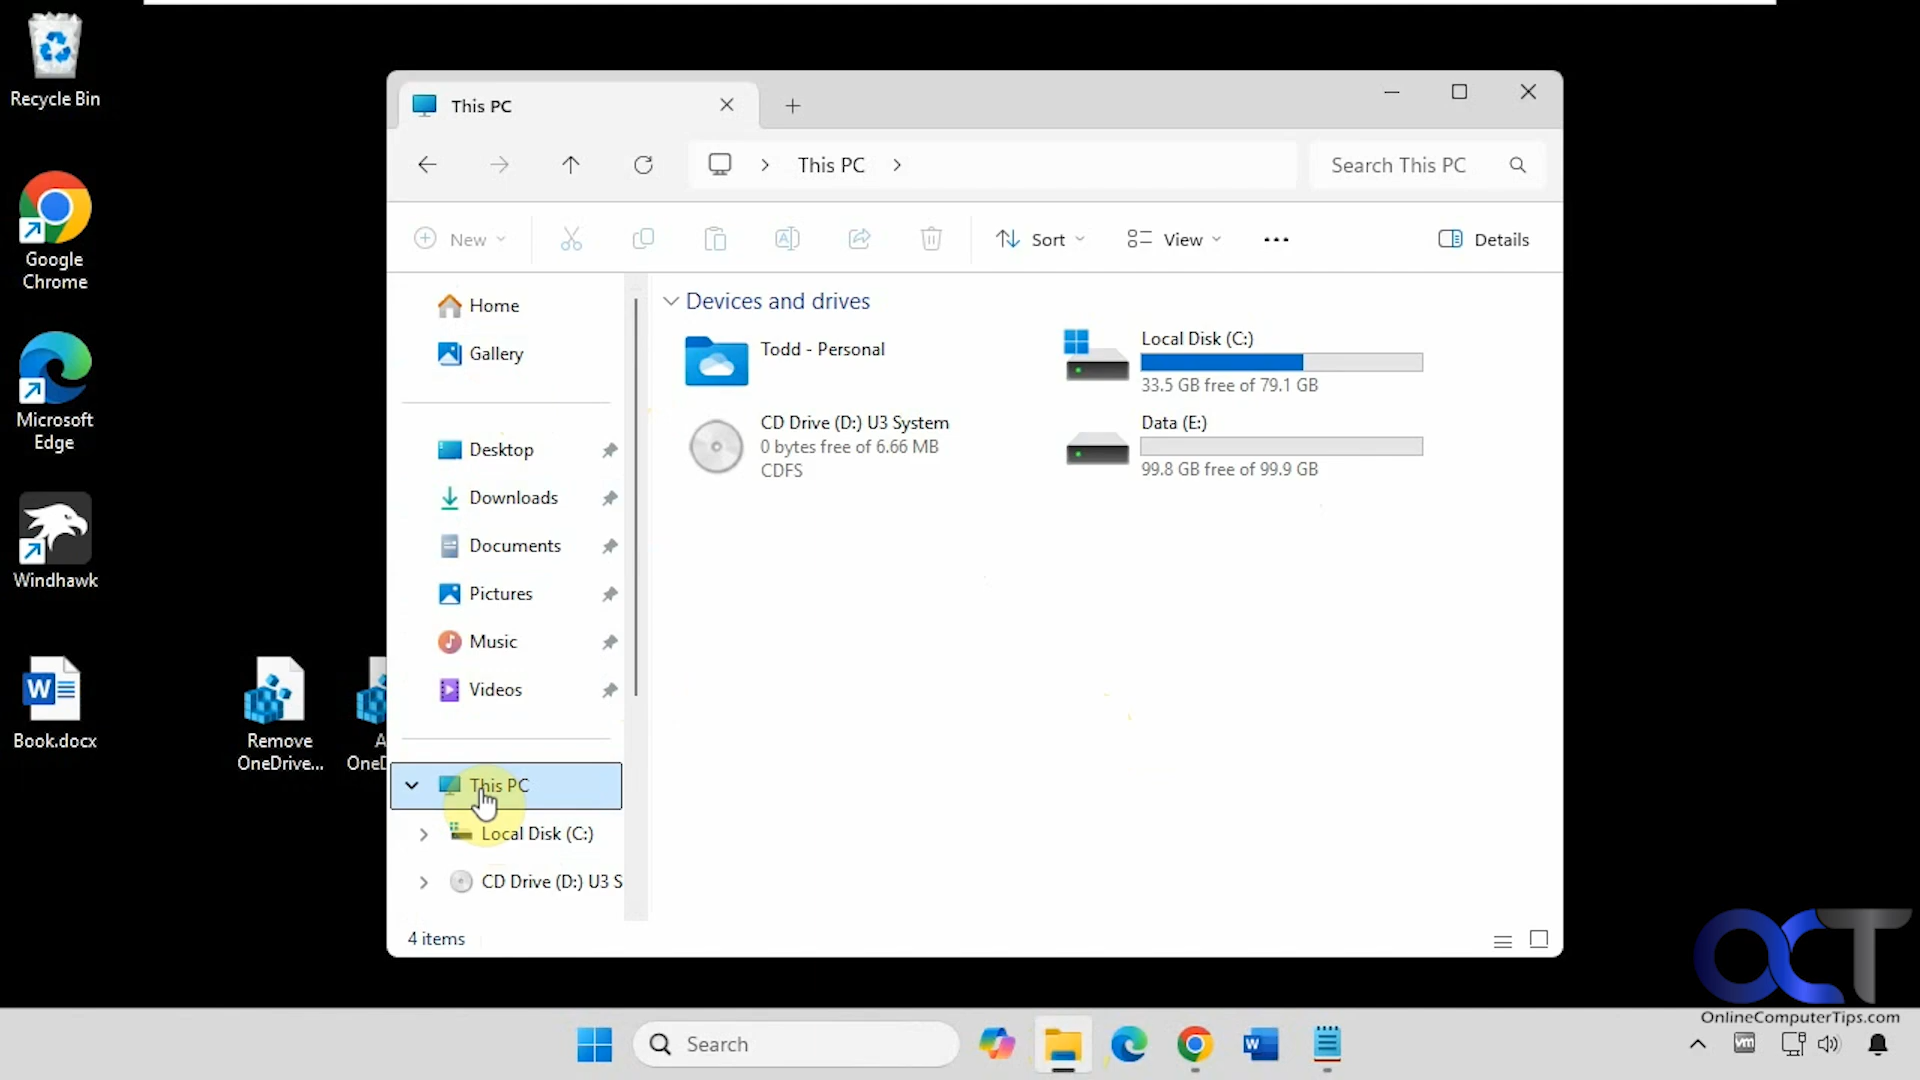 Recycle Bin
Google
Chrome
Microsoft
Edge
Windhawk
Book.docx
Remove
OneDrive...
A
OneD
This PC
This PC
Search This PC
New
Sort
View
Details
Home
Gallery
Desktop
Downloads
Documents
Pictures
Music
Videos
This PC
Local Disk (C:)
CD Drive (D:) U3 S
Devices and drives
Todd - Personal
Local Disk (C:)
33.5 GB free of 79.1 GB
CD Drive (D:) U3 System
0 bytes free of 6.66 MB
CDFS
Data (E:)
99.8 GB free of 99.9 GB
4 items
OCT
OnlineComputerTips.com
Search
W
vm